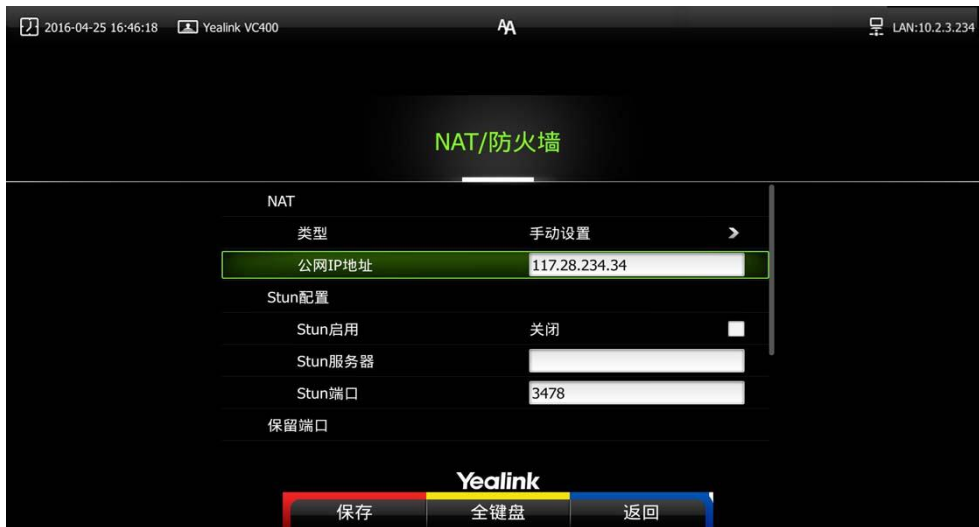 2016-04-25 16:46:18 Yealink VC400 AA LAN:10.2.3.234
NAT/防火墙
NAT
类型 手动设置
公网IP地址 117.28.234.34
Stun配置
Stun启用 关闭
Stun服务器
Stun端口 3478
保留端口
Yealink
保存 全键盘 返回